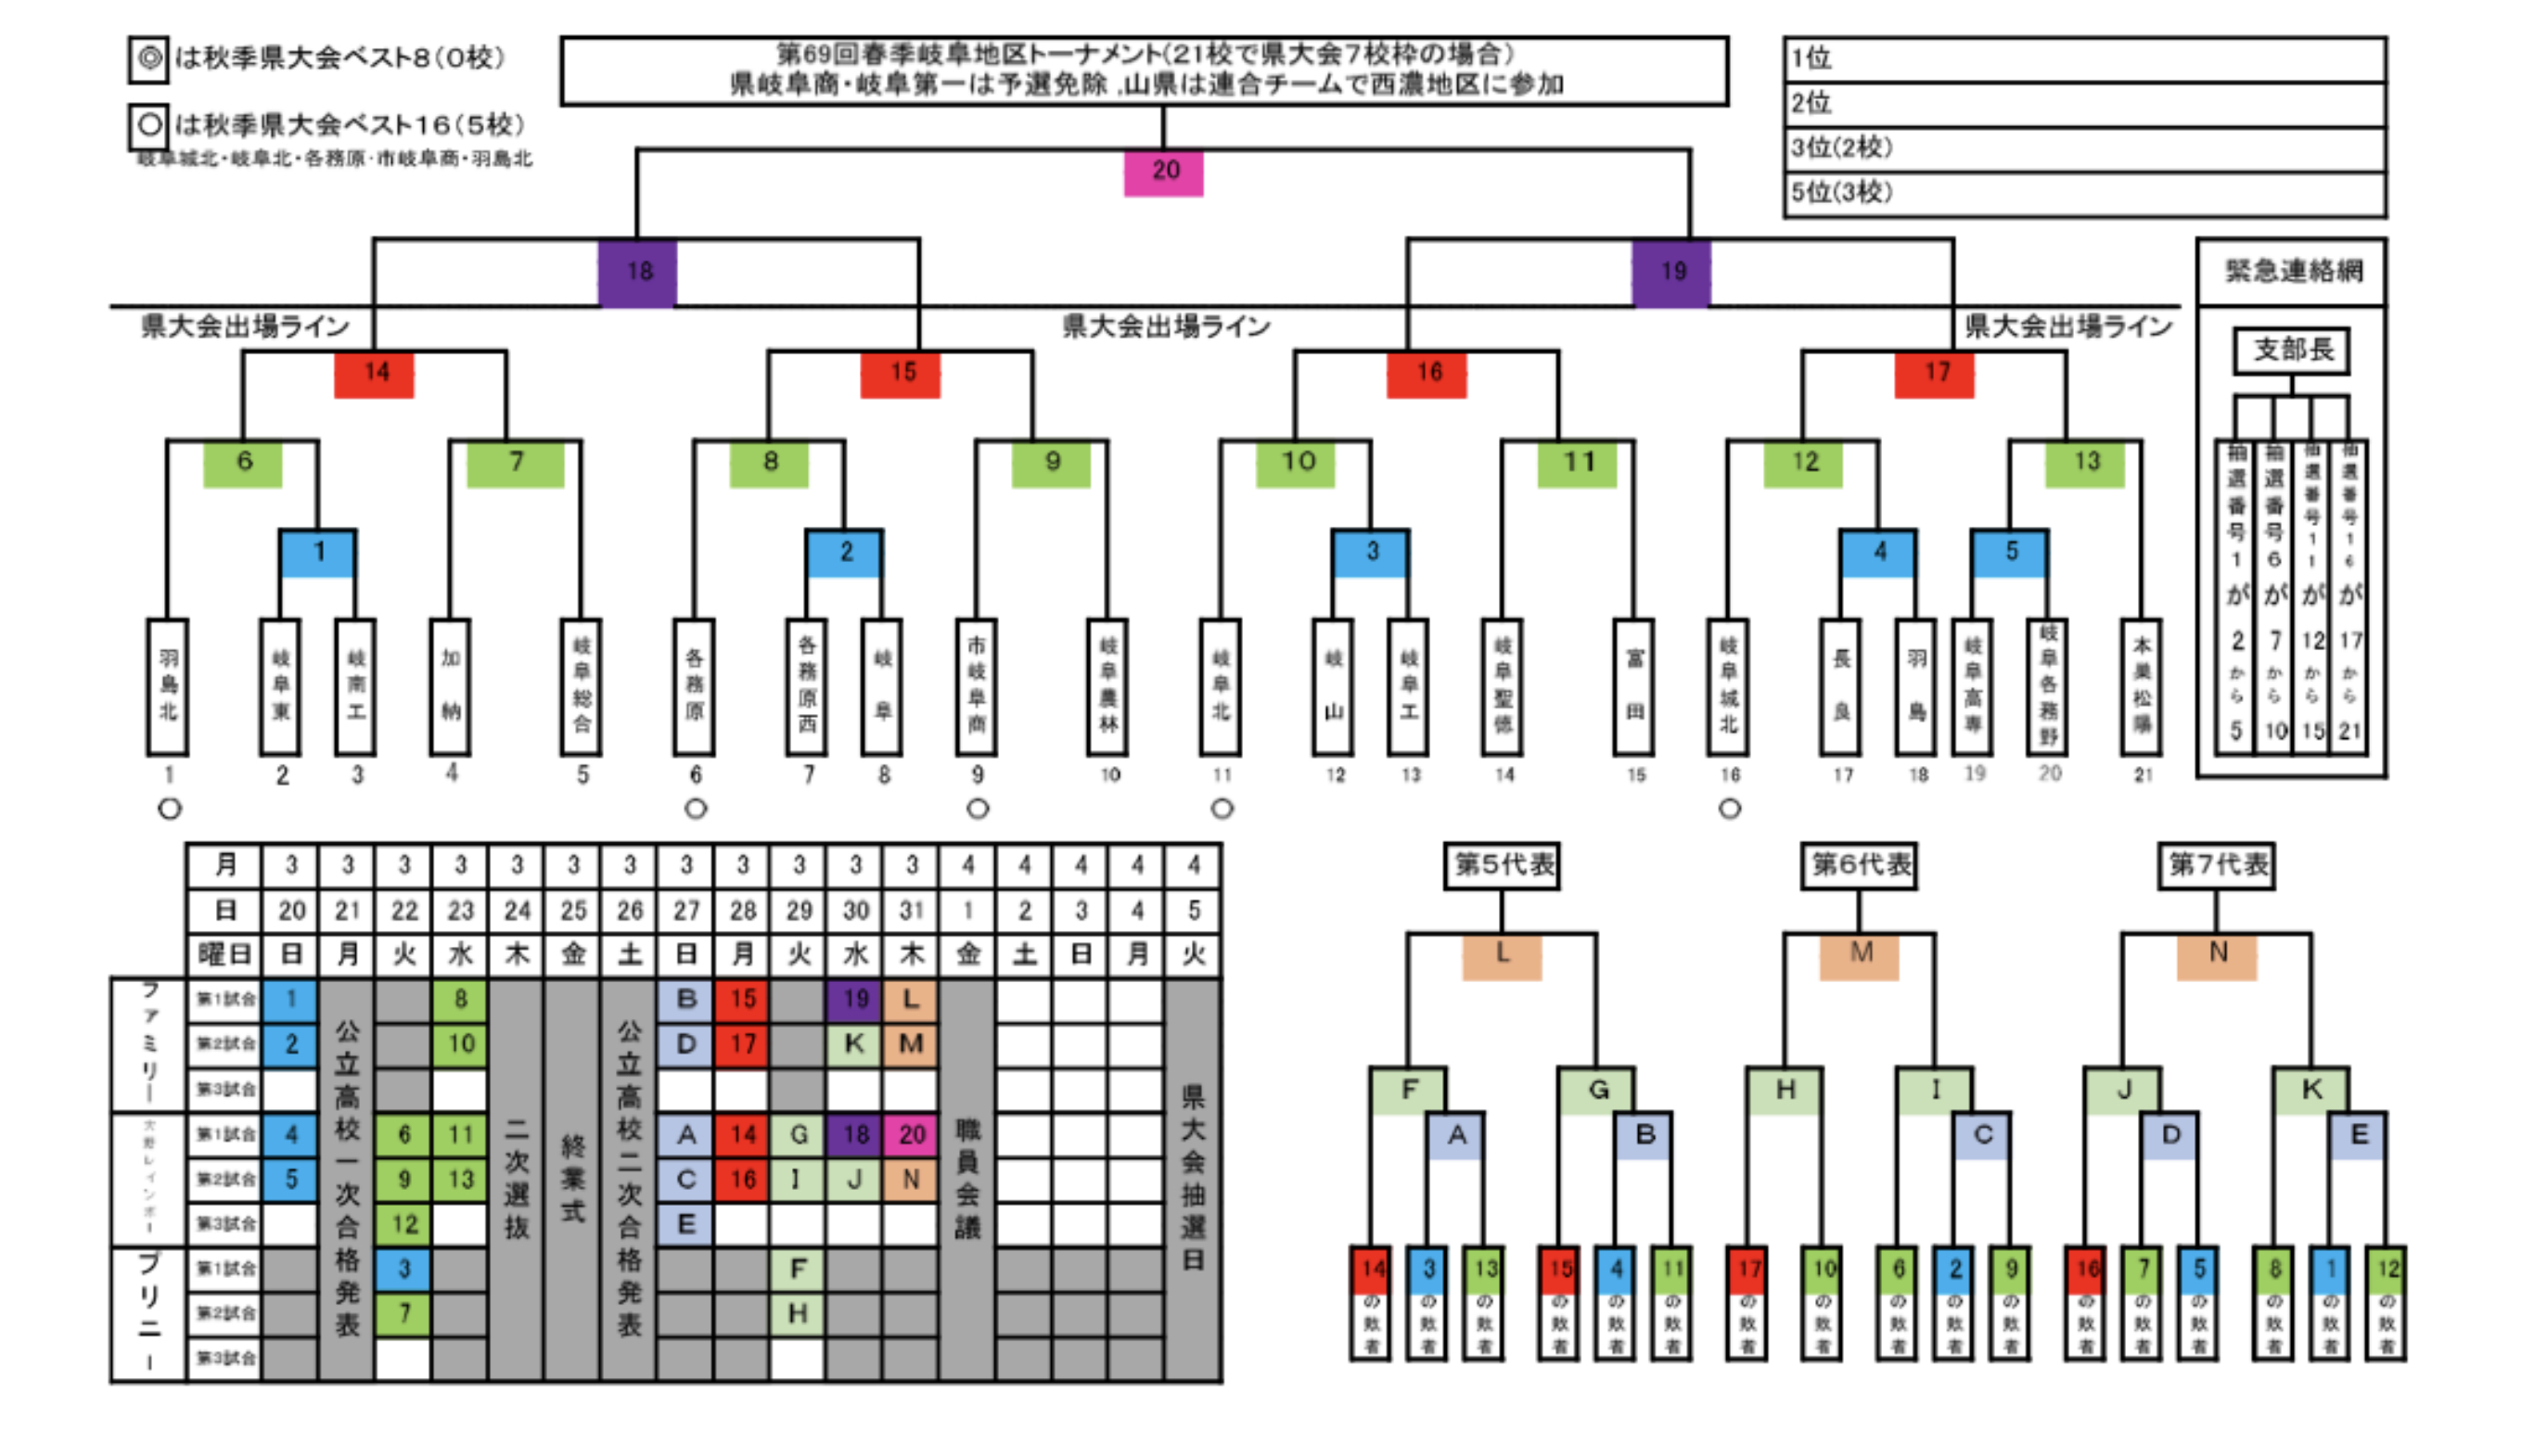 ◎は秋季県大会ベスト8(0校)
○は秋季県大会ベスト16(5校)
岐阜城北・岐阜北・各務原・市岐阜商・羽島北
第69回春季岐阜地区トーナメント(21校で県大会7校枠の場合)
県岐阜商・岐阜第一は予選免除 ,山県は連合チームで西濃地区に参加
1位
2位
3位(2校)
5位(3校)
20
18 19
県大会出場ライン 県大会出場ライン 県大会出場ライン
14 15 16 17
6 7 8 9 10 11 12 13
1 2 3 4 5
羽島北 岐阜東 岐南工 加納 岐阜総合 各務原 各務原西 岐阜 市岐阜商 岐阜農林 岐阜北 岐山 岐阜工 岐阜聖徳 富田 岐阜城北 長良 羽島 岐阜高専 岐阜各務野 本巣松陽
1 2 3 4 5 6 7 8 9 10 11 12 13 14 15 16 17 18 19 20 21
○ ○ ○ ○ ○
緊急連絡網
支部長
抽選番号1が2から5
抽選番号6が7から10
抽選番号11が12から15
抽選番号16が17から21
月 3 3 3 3 3 3 3 3 3 3 3 3 4 4 4 4 4
日 20 21 22 23 24 25 26 27 28 29 30 31 1 2 3 4 5
曜日 日 月 火 水 木 金 土 日 月 火 水 木 金 土 日 月 火
ファミリー
第1試合 1 8 B 15 19 L
第2試合 2 10 D 17 K M
第3試合
大野レインボー
第1試合 4 6 11 A 14 G 18 20
第2試合 5 9 13 C 16 I J N
第3試合 12 E
プリニー
第1試合 3 F
第2試合 7 H
第3試合
公立高校一次合格発表
二次選抜
終業式
公立高校二次合格発表
職員会議
県大会抽選日
第5代表 第6代表 第7代表
L M N
F G H I J K
A B C D E
14の敗者 3の敗者 13の敗者 15の敗者 4の敗者 11の敗者 17の敗者 10の敗者 6の敗者 2の敗者 9の敗者 16の敗者 7の敗者 5の敗者 8の敗者 1の敗者 12の敗者